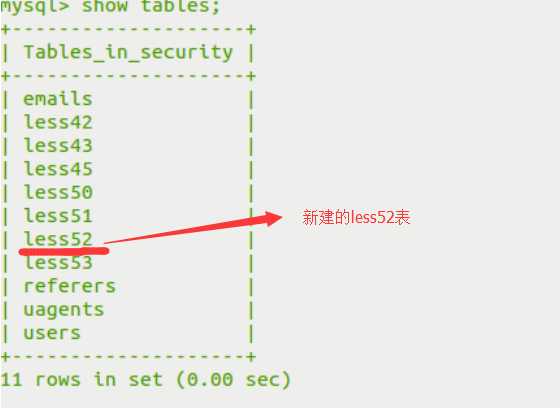 mysql> show tables;
+--------------------+
| Tables_in_security |
+--------------------+
| emails             |
| less42             |
| less43             |
| less45             |
| less50             |
| less51             |
| less52             |
新建的less52表
| less53             |
| referers           |
| uagents            |
| users              |
+--------------------+
11 rows in set (0.00 sec)